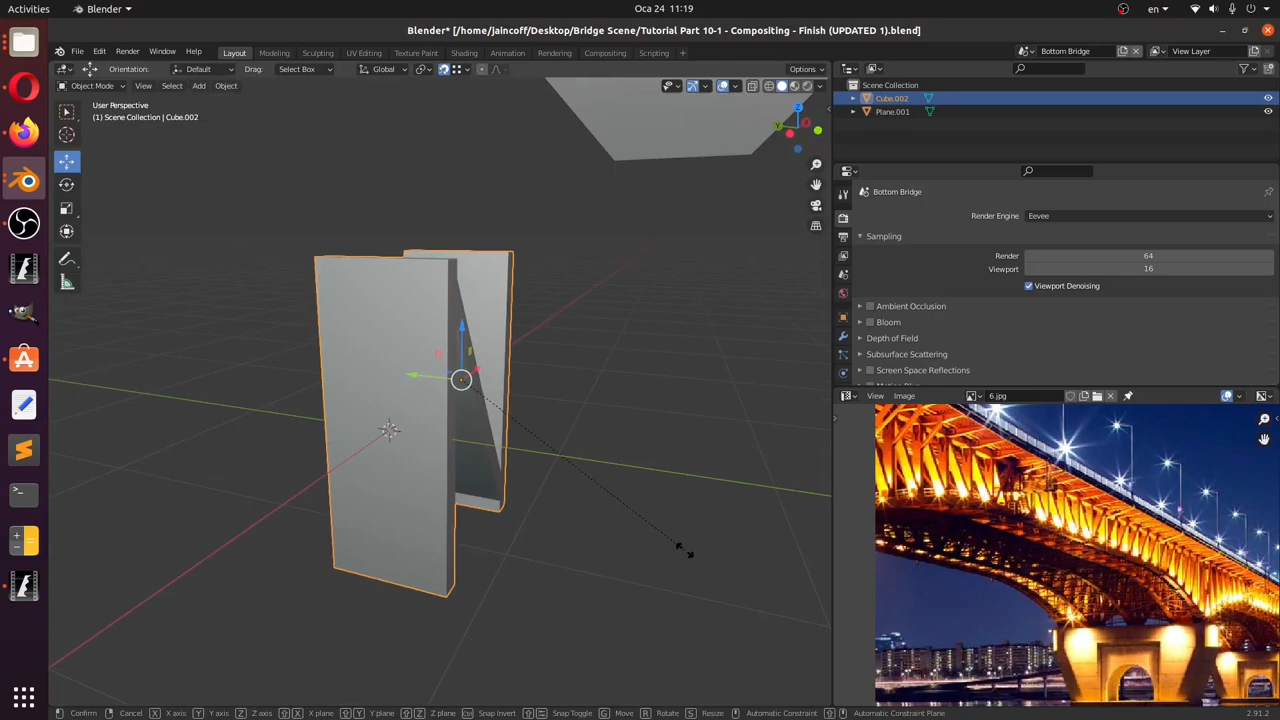 Activities
Blender
Oca 24 11:19
en
Blender* [/home/jaincoff/Desktop/Bridge Scene/Tutorial Part 10-1 - Compositing - Finish (UPDATED 1).blend]
File Edit Render Window Help
Layout Modeling Sculpting UV Editing Texture Paint Shading Animation Rendering Compositing Scripting
Bottom Bridge
View Layer
Orientation: Default Drag: Select Box Global Options
Object Mode View Select Add Object
User Perspective
(1) Scene Collection | Cube.002
Z
Y
X
Scene Collection
Cube.002
Plane.001
Bottom Bridge
Render Engine Eevee
Sampling
Render 64
Viewport 16
Viewport Denoising
Ambient Occlusion
Bloom
Depth of Field
Subsurface Scattering
Screen Space Reflections
View Image 6.jpg
Confirm Cancel X X axis Y Y axis Z Z axis X X plane Y Y plane Z Z plane Snap Invert Snap Toggle G Move R Rotate S Resize Automatic Constraint Automatic Constraint Plane
2.91.2